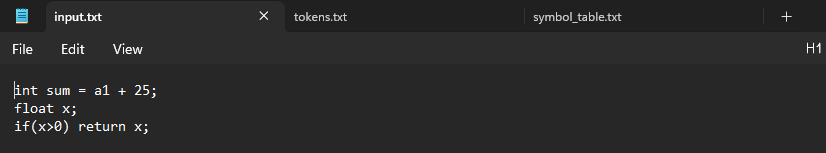 input.txt tokens.txt symbol_table.txt
File Edit View H1
int sum = a1 + 25;
float x;
if(x>0) return x;